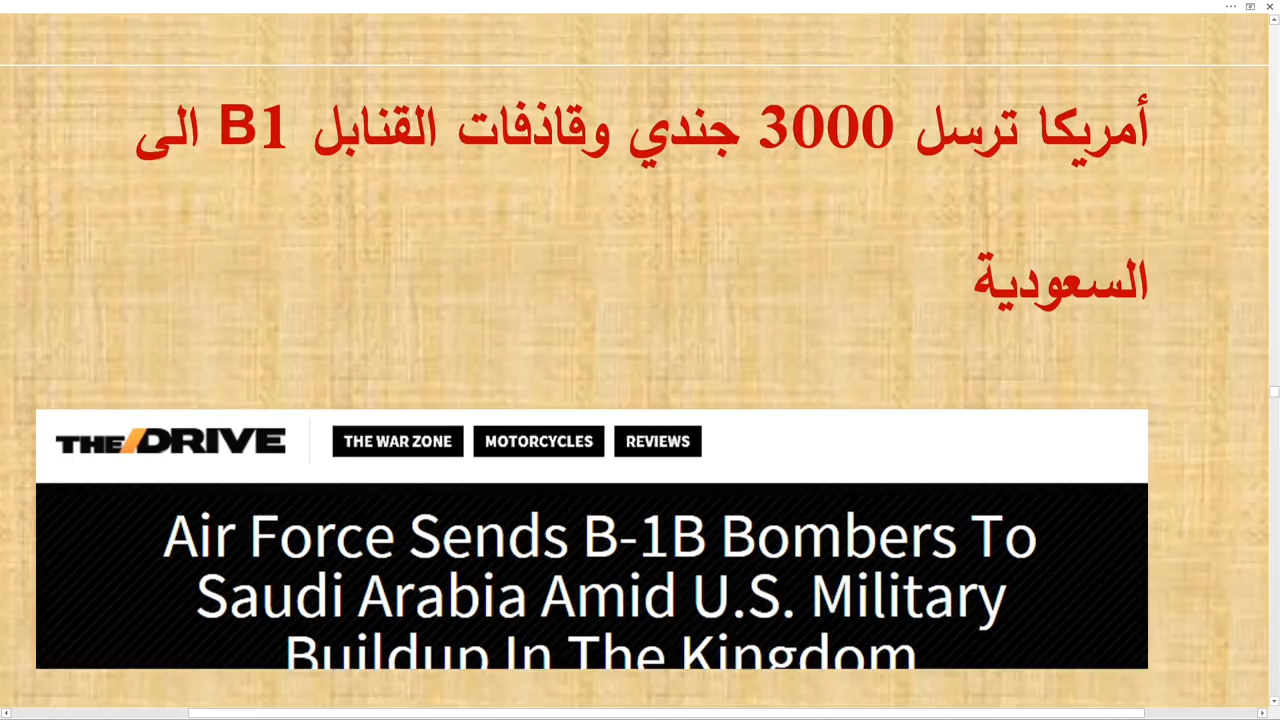 أمريكا ترسل 3000 جندي وقاذفات القنابل B1 الى
السعودية
THE/DRIVE THE WAR ZONE MOTORCYCLES REVIEWS
Air Force Sends B-1B Bombers To
Saudi Arabia Amid U.S. Military
Buildup In The Kingdom